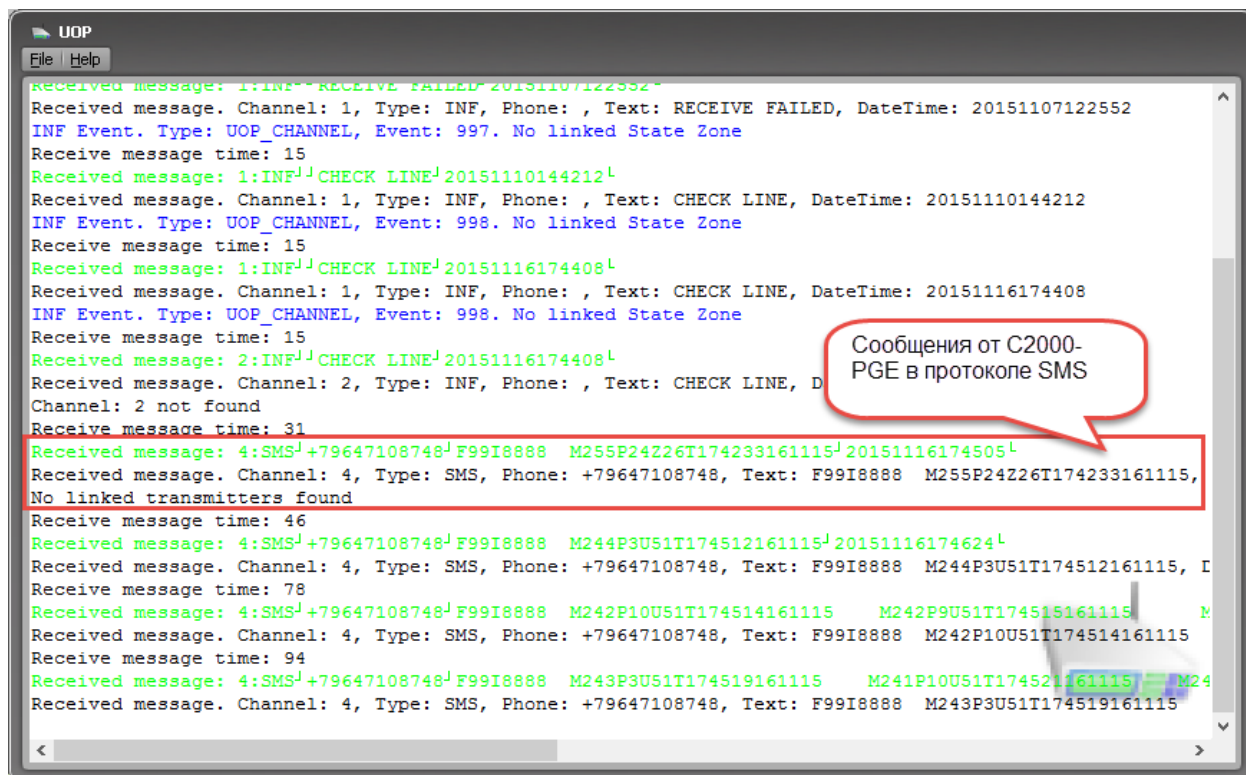 UOP
File Help
Received message: 1:INF┘┘RECEIVE FAILED┘20151107122552└
Received message. Channel: 1, Type: INF, Phone: , Text: RECEIVE FAILED, DateTime: 20151107122552
INF Event. Type: UOP_CHANNEL, Event: 997. No linked State Zone
Receive message time: 15
Received message: 1:INF┘┘CHECK LINE┘20151110144212└
Received message. Channel: 1, Type: INF, Phone: , Text: CHECK LINE, DateTime: 20151110144212
INF Event. Type: UOP_CHANNEL, Event: 998. No linked State Zone
Receive message time: 15
Received message: 1:INF┘┘CHECK LINE┘20151116174408└
Received message. Channel: 1, Type: INF, Phone: , Text: CHECK LINE, DateTime: 20151116174408
INF Event. Type: UOP_CHANNEL, Event: 998. No linked State Zone
Receive message time: 15
Сообщения от С2000-
PGE в протоколе SMS
Received message: 2:INF┘┘CHECK LINE┘20151116174408└
Received message. Channel: 2, Type: INF, Phone: , Text: CHECK LINE, D
Channel: 2 not found
Receive message time: 31
Received message: 4:SMS┘+79647108748┘F99I8888  M255P24Z26T174233161115┘20151116174505└
Received message. Channel: 4, Type: SMS, Phone: +79647108748, Text: F99I8888  M255P24Z26T174233161115,
No linked transmitters found
Receive message time: 46
Received message: 4:SMS┘+79647108748┘F99I8888  M244P3U51T174512161115┘20151116174624└
Received message. Channel: 4, Type: SMS, Phone: +79647108748, Text: F99I8888  M244P3U51T174512161115, D
Receive message time: 78
Received message: 4:SMS┘+79647108748┘F99I8888  M242P10U51T174514161115    M242P9U51T174515161115    M
Received message. Channel: 4, Type: SMS, Phone: +79647108748, Text: F99I8888  M242P10U51T174514161115
Receive message time: 94
Received message: 4:SMS┘+79647108748┘F99I8888  M243P3U51T174519161115    M241P10U51T174521161115    M24
Received message. Channel: 4, Type: SMS, Phone: +79647108748, Text: F99I8888  M243P3U51T174519161115